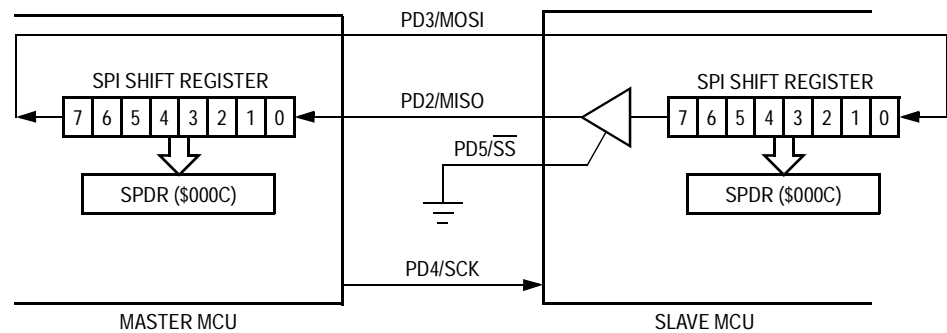 PD3/MOSI
SPI SHIFT REGISTER
7 6 5 4 3 2 1 0
SPDR ($000C)
PD2/MISO
PD5/S̅S̅
SPI SHIFT REGISTER
7 6 5 4 3 2 1 0
SPDR ($000C)
PD4/SCK
MASTER MCU
SLAVE MCU